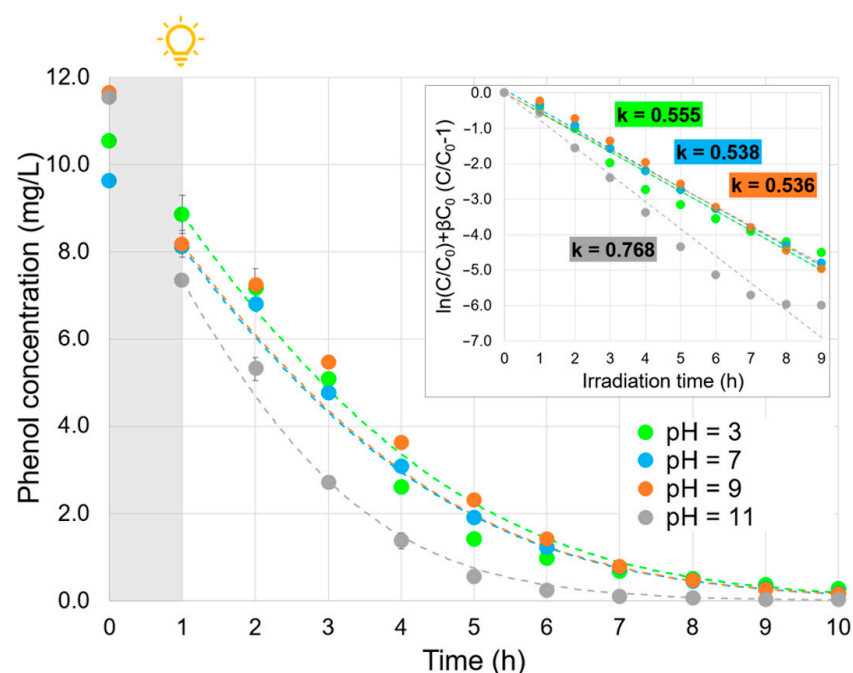 12.0
10.0
8.0
6.0
4.0
2.0
0.0
Phenol concentration (mg/L)
0 1 2 3 4 5 6 7 8 9 10
Time (h)
0.0
−1.0
−2.0
−3.0
−4.0
−5.0
−6.0
−7.0
ln(C/C₀)+βC₀ (C/C₀-1)
k = 0.555
k = 0.538
k = 0.536
k = 0.768
0 1 2 3 4 5 6 7 8 9
Irradiation time (h)
pH = 3
pH = 7
pH = 9
pH = 11